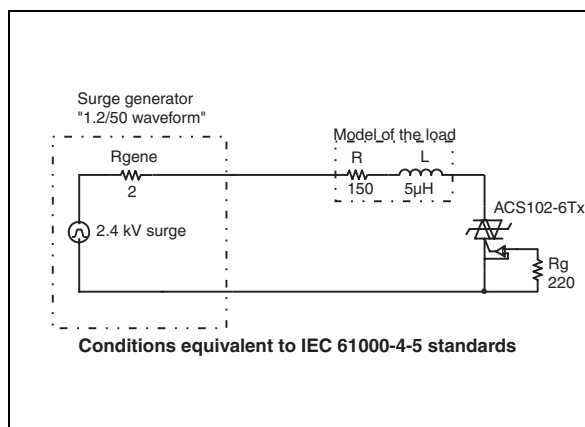 Surge generator
"1.2/50 waveform"
Model of the load
Rgene
R
L
2
150
5µH
ACS102-6Tx
2.4 kV surge
Rg
220
Conditions equivalent to IEC 61000-4-5 standards